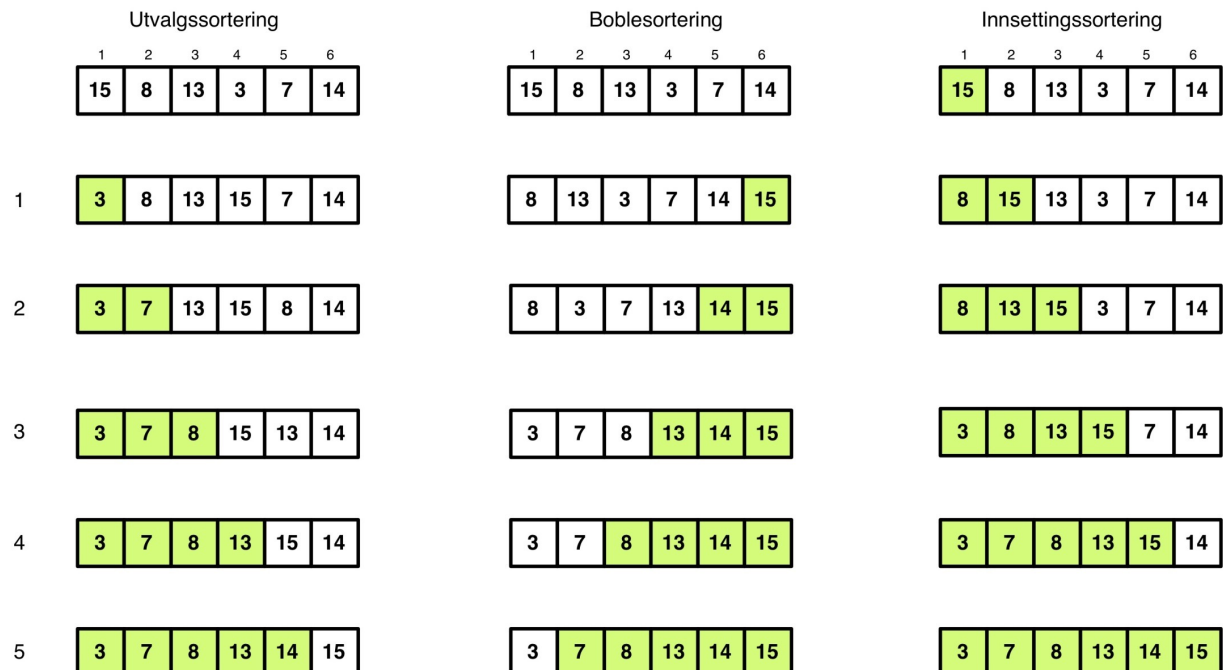 Utvalgssortering Boblesortering Innsettingssortering
1 2 3 4 5 6 1 2 3 4 5 6 1 2 3 4 5 6
15 8 13 3 7 14 15 8 13 3 7 14 15 8 13 3 7 14
1 3 8 13 15 7 14 8 13 3 7 14 15 8 15 13 3 7 14
2 3 7 13 15 8 14 8 3 7 13 14 15 8 13 15 3 7 14
3 3 7 8 15 13 14 3 7 8 13 14 15 3 8 13 15 7 14
4 3 7 8 13 15 14 3 7 8 13 14 15 3 7 8 13 15 14
5 3 7 8 13 14 15 3 7 8 13 14 15 3 7 8 13 14 15